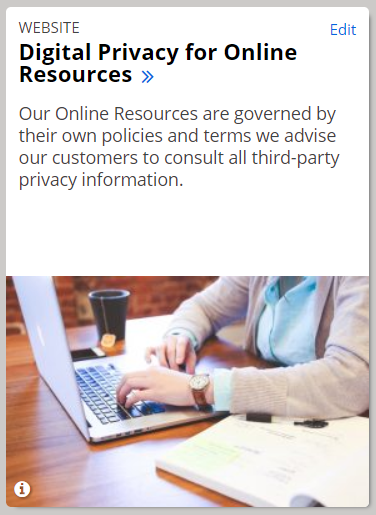 WEBSITE
Edit
Digital Privacy for Online
Resources »
Our Online Resources are governed by
their own policies and terms we advise
our customers to consult all third-party
privacy information.
i